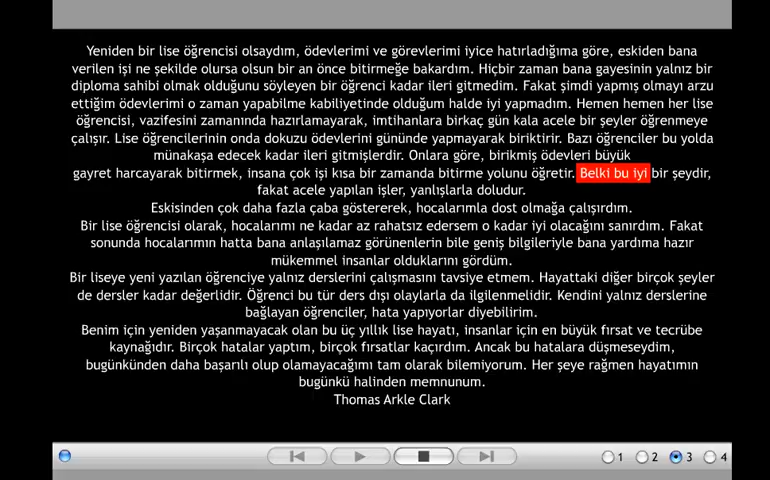 Yeniden bir lise öğrencisi olsaydım, ödevlerimi ve görevlerimi iyice hatırladığıma göre, eskiden bana
verilen işi ne şekilde olursa olsun bir an önce bitirmeğe bakardım. Hiçbir zaman bana gayesinin yalnız bir
diploma sahibi olmak olduğunu söyleyen bir öğrenci kadar ileri gitmedim. Fakat şimdi yapmış olmayı arzu
ettiğim ödevlerimi o zaman yapabilme kabiliyetinde olduğum halde iyi yapmadım. Hemen hemen her lise
öğrencisi, vazifesini zamanında hazırlamayarak, imtihanlara birkaç gün kala acele bir şeyler öğrenmeye
çalışır. Lise öğrencilerinin onda dokuzu ödevlerini gününde yapmayarak biriktirir. Bazı öğrenciler bu yolda
münakaşa edecek kadar ileri gitmişlerdir. Onlara göre, birikmiş ödevleri büyük
gayret harcayarak bitirmek, insana çok işi kısa bir zamanda bitirme yolunu öğretir. Belki bu iyi bir şeydir,
fakat acele yapılan işler, yanlışlarla doludur.
Eskisinden çok daha fazla çaba göstererek, hocalarımla dost olmağa çalışırdım.
Bir lise öğrencisi olarak, hocalarımı ne kadar az rahatsız edersem o kadar iyi olacağını sanırdım. Fakat
sonunda hocalarımın hatta bana anlaşılamaz görünenlerin bile geniş bilgileriyle bana yardıma hazır
mükemmel insanlar olduklarını gördüm.
Bir liseye yeni yazılan öğrenciye yalnız derslerini çalışmasını tavsiye etmem. Hayattaki diğer birçok şeyler
de dersler kadar değerlidir. Öğrenci bu tür ders dışı olaylarla da ilgilenmelidir. Kendini yalnız derslerine
bağlayan öğrenciler, hata yapıyorlar diyebilirim.
Benim için yeniden yaşanmayacak olan bu üç yıllık lise hayatı, insanlar için en büyük fırsat ve tecrübe
kaynağıdır. Birçok hatalar yaptım, birçok fırsatlar kaçırdım. Ancak bu hatalara düşmeseydim,
bugünkünden daha başarılı olup olamayacağımı tam olarak bilemiyorum. Her şeye rağmen hayatımın
bugünkü halinden memnunum.
Thomas Arkle Clark
1 2 3 4